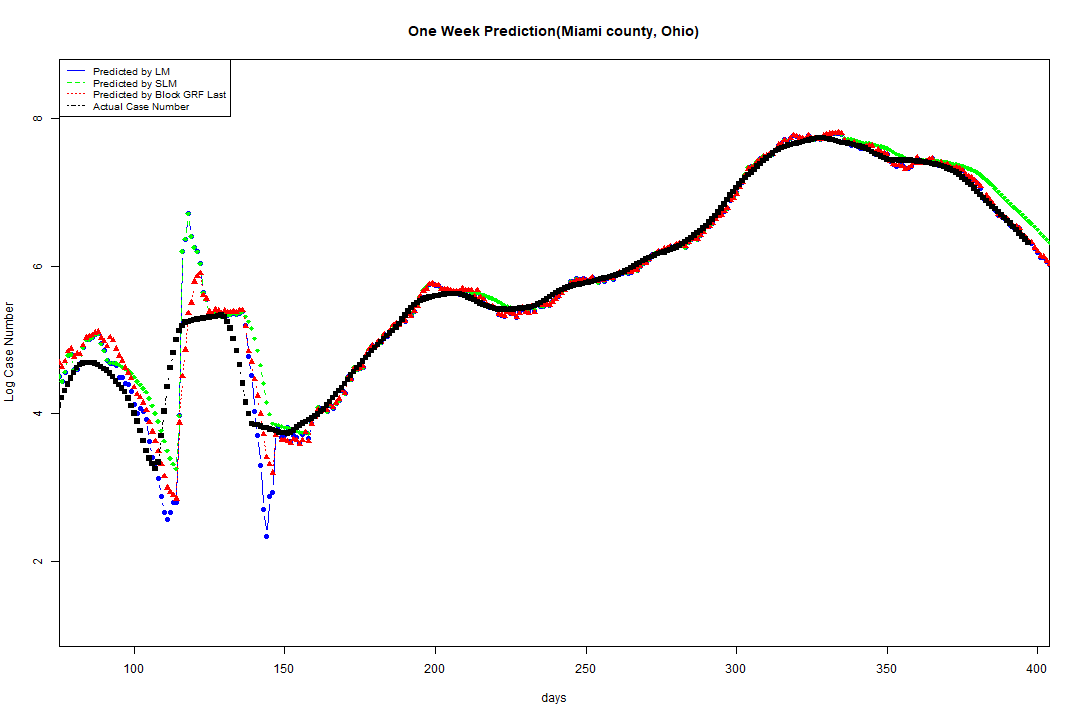 One Week Prediction(Miami county, Ohio)
Predicted by LM
Predicted by SLM
Predicted by Block GRF Last
Actual Case Number
Log Case Number
8
6
4
2
100 150 200 250 300 350 400
days